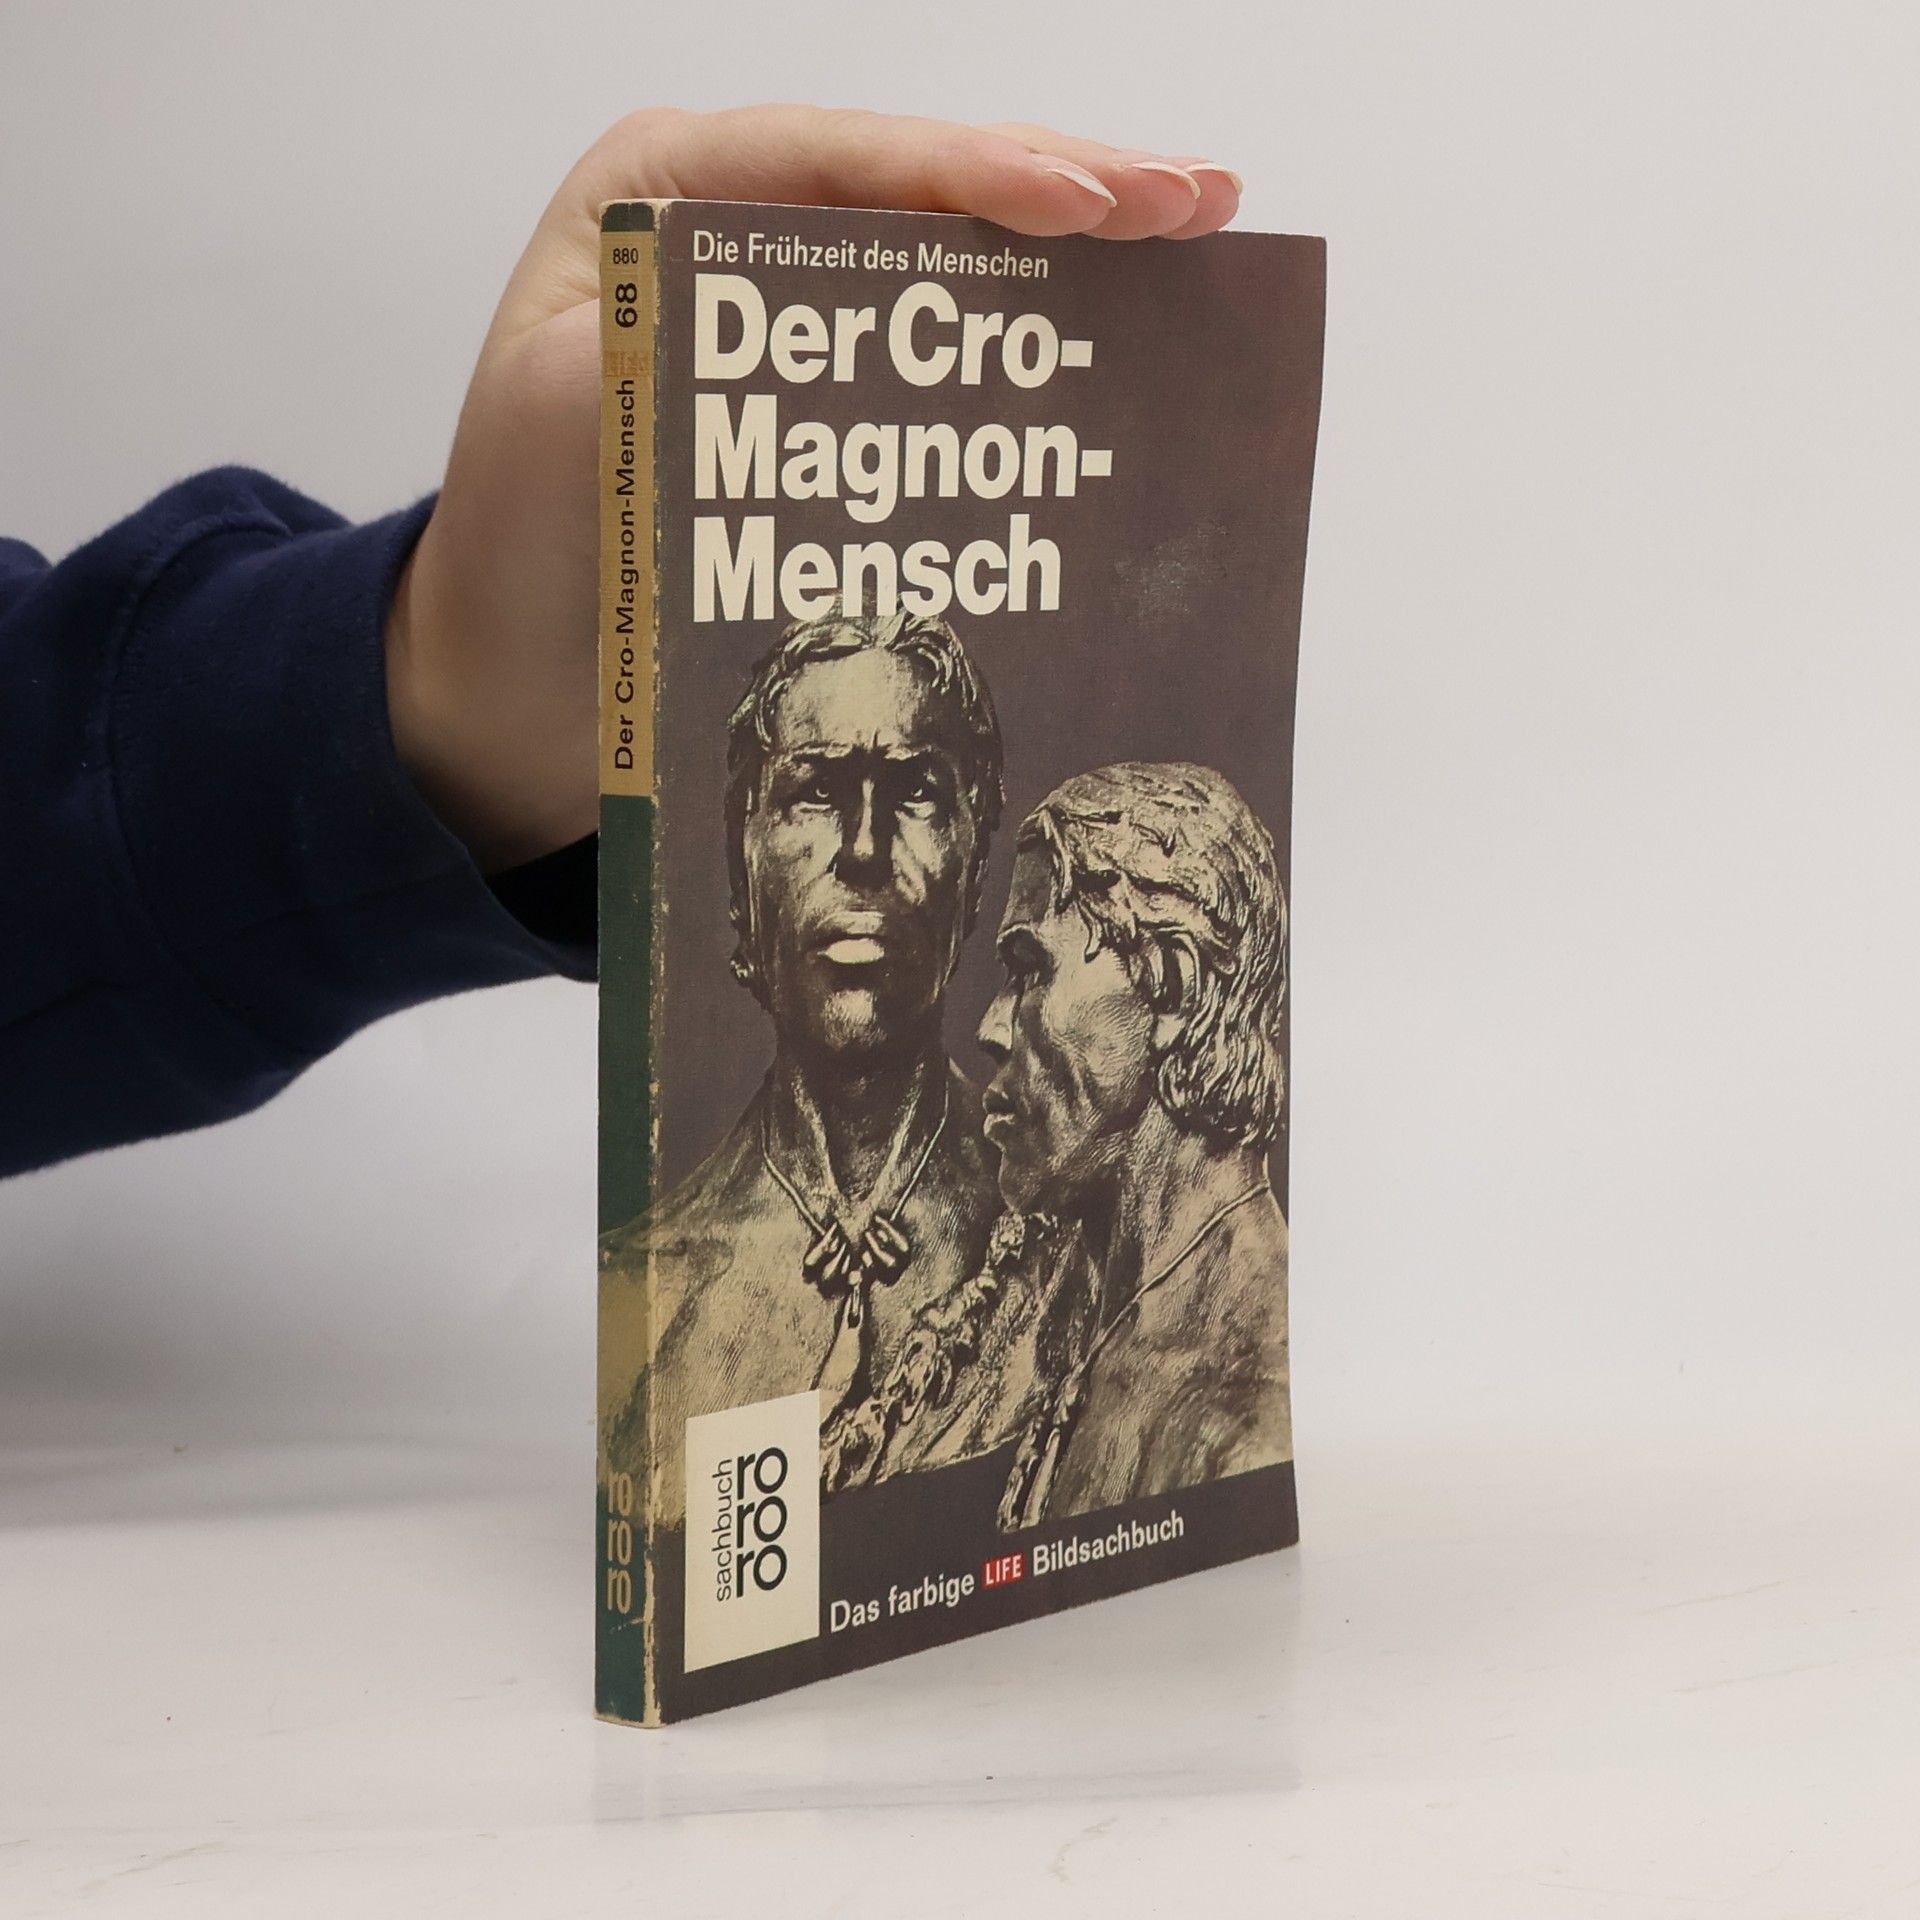 880
68
LIFE
Der Cro-Magnon-Mensch
ro
ro
ro
Die Frühzeit des Menschen
Der Cro-
Magnon-
Mensch
sachbuch
ro
ro
ro
Das farbige LIFE Bildsachbuch